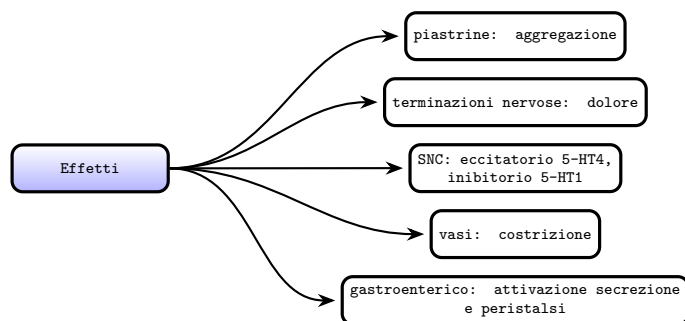 piastrine: aggregazione
terminazioni nervose: dolore
Effetti
SNC: eccitatorio 5-HT4,
inibitorio 5-HT1
vasi: costrizione
gastroenterico: attivazione secrezione
e peristalsi